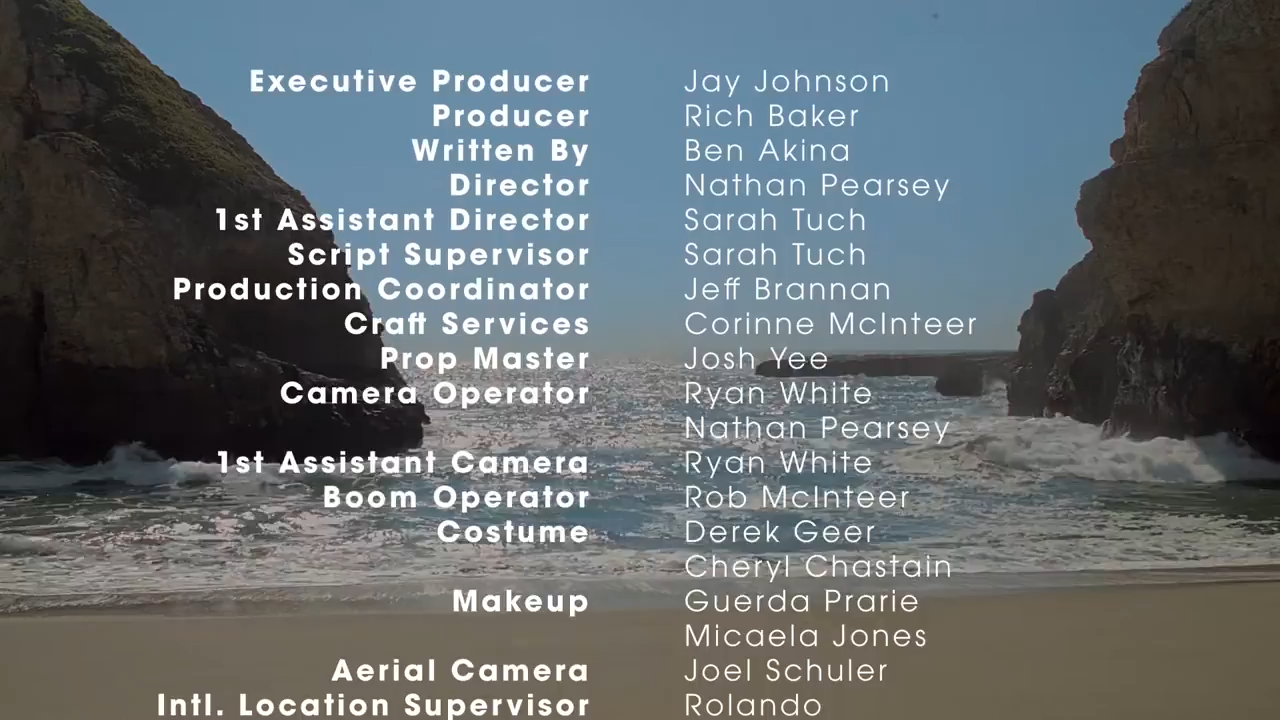 Executive Producer Jay Johnson
Producer Rich Baker
Written By Ben Akina
Director Nathan Pearsey
1st Assistant Director Sarah Tuch
Script Supervisor Sarah Tuch
Production Coordinator Jeff Brannan
Craft Services Corinne McInteer
Prop Master Josh Yee
Camera Operator Ryan White
Nathan Pearsey
1st Assistant Camera Ryan White
Boom Operator Rob McInteer
Costume Derek Geer
Cheryl Chastain
Makeup Guerda Prarie
Micaela Jones
Aerial Camera Joel Schuler
Intl. Location Supervisor Rolando